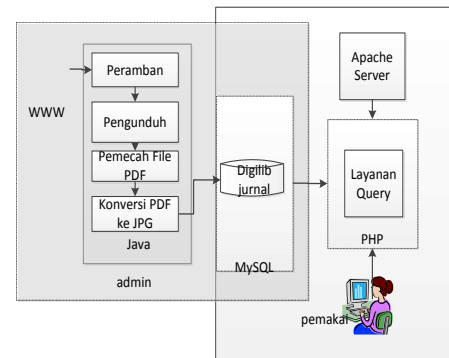 WWW
Peramban
Pengunduh
Pemecah File
PDF
Konversi PDF
ke JPG
Java
admin
Digilib
jurnal
MySQL
Apache
Server
Layanan
Query
PHP
pemakai